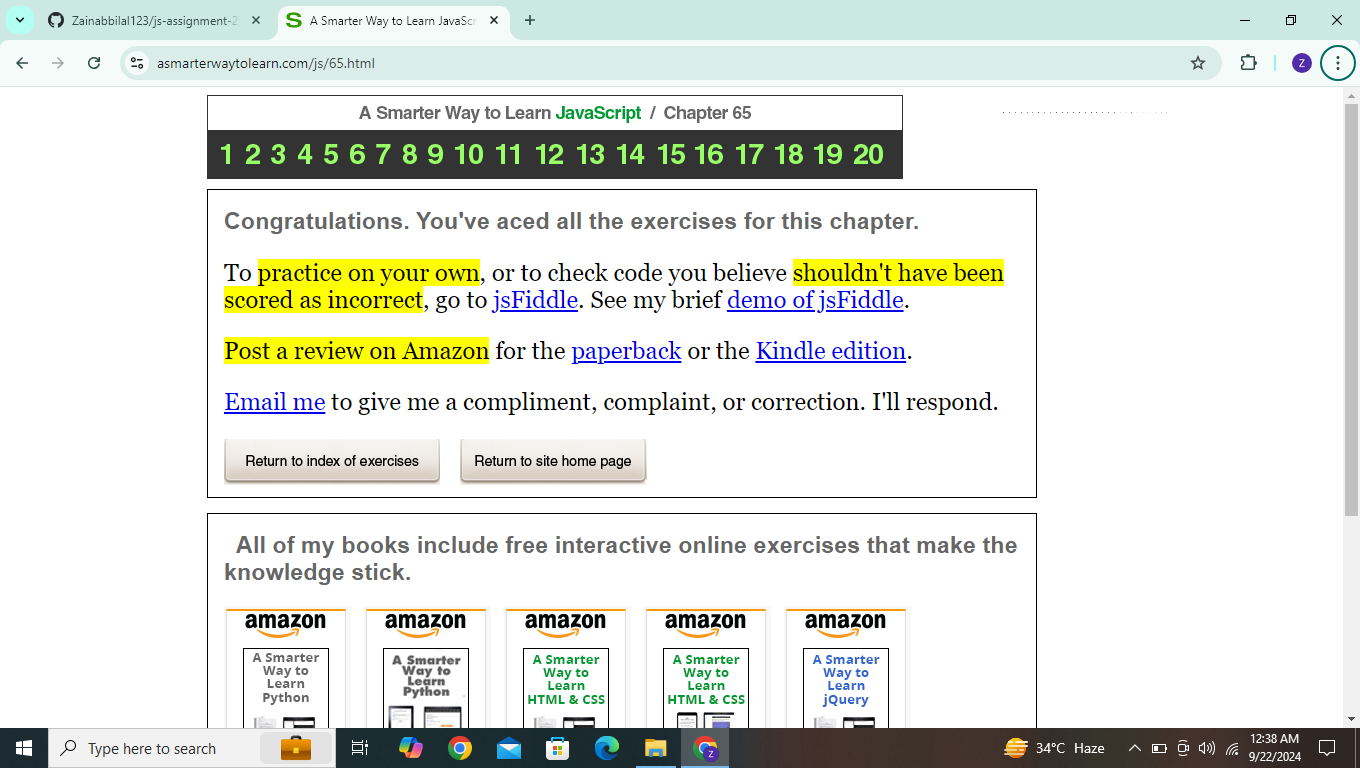 Zainabbilal123/js-assignment-2
A Smarter Way to Learn JavaScr
asmarterwaytolearn.com/js/65.html
Z
A Smarter Way to Learn JavaScript / Chapter 65
1 2 3 4 5 6 7 8 9 10 11 12 13 14 15 16 17 18 19 20
Congratulations. You've aced all the exercises for this chapter.
To practice on your own, or to check code you believe shouldn't have been
scored as incorrect, go to jsFiddle. See my brief demo of jsFiddle.
Post a review on Amazon for the paperback or the Kindle edition.
Email me to give me a compliment, complaint, or correction. I'll respond.
Return to index of exercises
Return to site home page
All of my books include free interactive online exercises that make the
knowledge stick.
amazon
A Smarter
Way to
Learn
Python
amazon
A Smarter
Way to
Learn
Python
amazon
A Smarter
Way to
Learn
HTML & CSS
amazon
A Smarter
Way to
Learn
HTML & CSS
amazon
A Smarter
Way to
Learn
jQuery
Type here to search
Z
34°C Haze
12:38 AM
9/22/2024